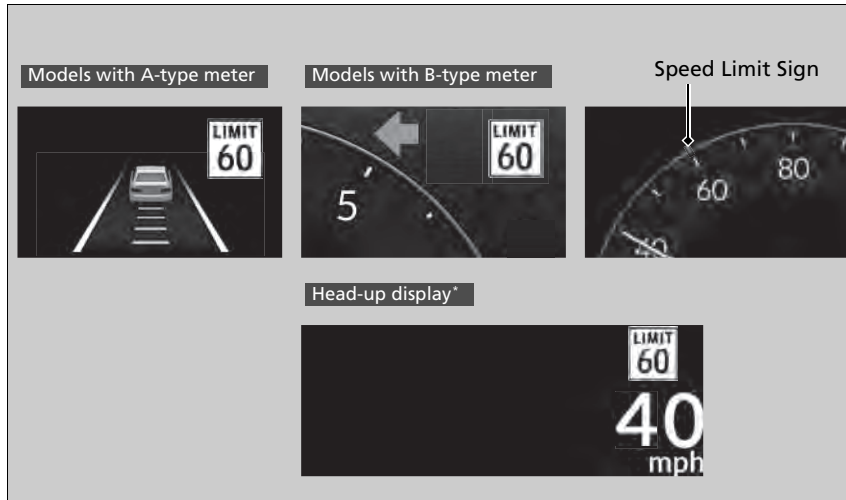 Models with A-type meter
Models with B-type meter
Speed Limit Sign
LIMIT
60
LIMIT
60
5
40
60
80
Head-up display*
LIMIT
60
40
mph